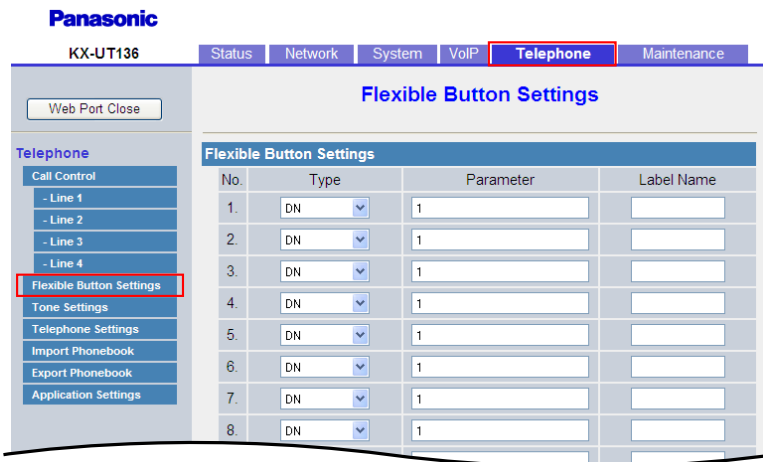 Panasonic
KX-UT136
Status Network System VoIP Telephone Maintenance
Web Port Close
Flexible Button Settings
Telephone
Call Control
- Line 1
- Line 2
- Line 3
- Line 4
Flexible Button Settings
Tone Settings
Telephone Settings
Import Phonebook
Export Phonebook
Application Settings
Flexible Button Settings
No. Type Parameter Label Name
1. DN 1
2. DN 1
3. DN 1
4. DN 1
5. DN 1
6. DN 1
7. DN 1
8. DN 1